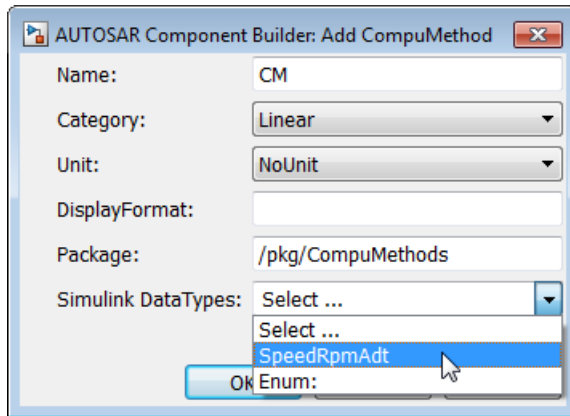 AUTOSAR Component Builder: Add CompuMethod
Name: CM
Category: Linear
Unit: NoUnit
DisplayFormat:
Package: /pkg/CompuMethods
Simulink DataTypes: Select ...
Select ...
SpeedRpmAdt
Enum: